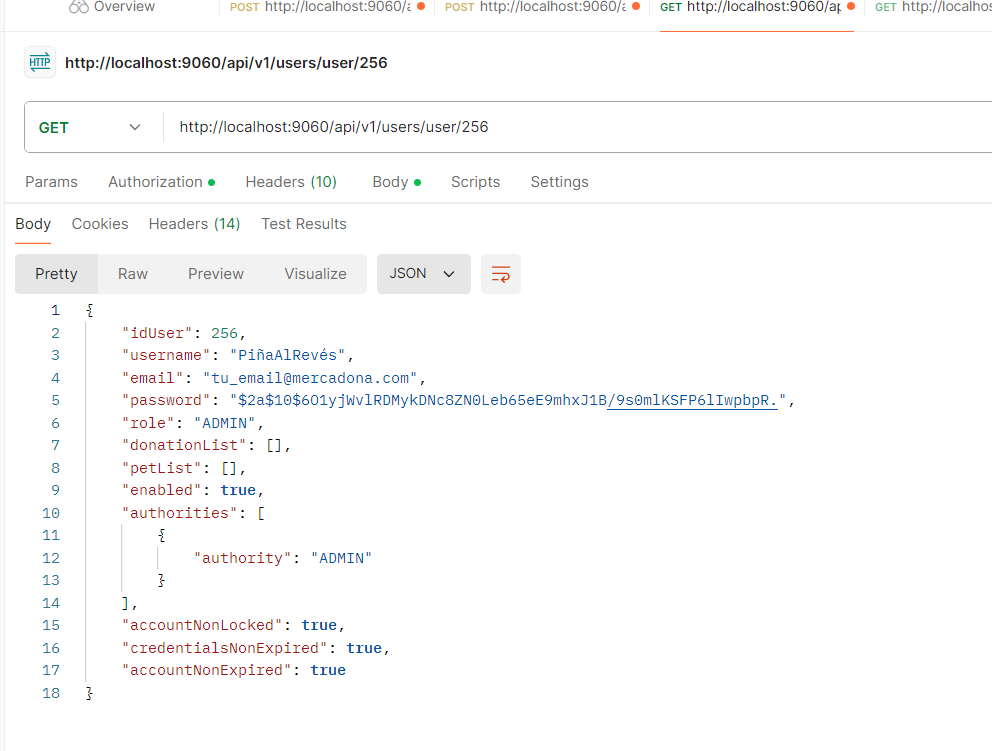 Overview POST http://localhost:9060/a POST http://localhost:9060/a GET http://localhost:9060/ap GET http://localhos
HTTP http://localhost:9060/api/v1/users/user/256
GET http://localhost:9060/api/v1/users/user/256
Params Authorization Headers (10) Body Scripts Settings
Body Cookies Headers (14) Test Results
Pretty Raw Preview Visualize JSON
1 {
2 "idUser": 256,
3 "username": "PiñaAlRevés",
4 "email": "tu_email@mercadona.com",
5 "password": "$2a$10$6O1yjWvlRDMykDNc8ZN0Leb65eE9mhxJ1B/9s0mlKSFP6lIwpbpR.",
6 "role": "ADMIN",
7 "donationList": [],
8 "petList": [],
9 "enabled": true,
10 "authorities": [
11 {
12 "authority": "ADMIN"
13 }
14 ],
15 "accountNonLocked": true,
16 "credentialsNonExpired": true,
17 "accountNonExpired": true
18 }